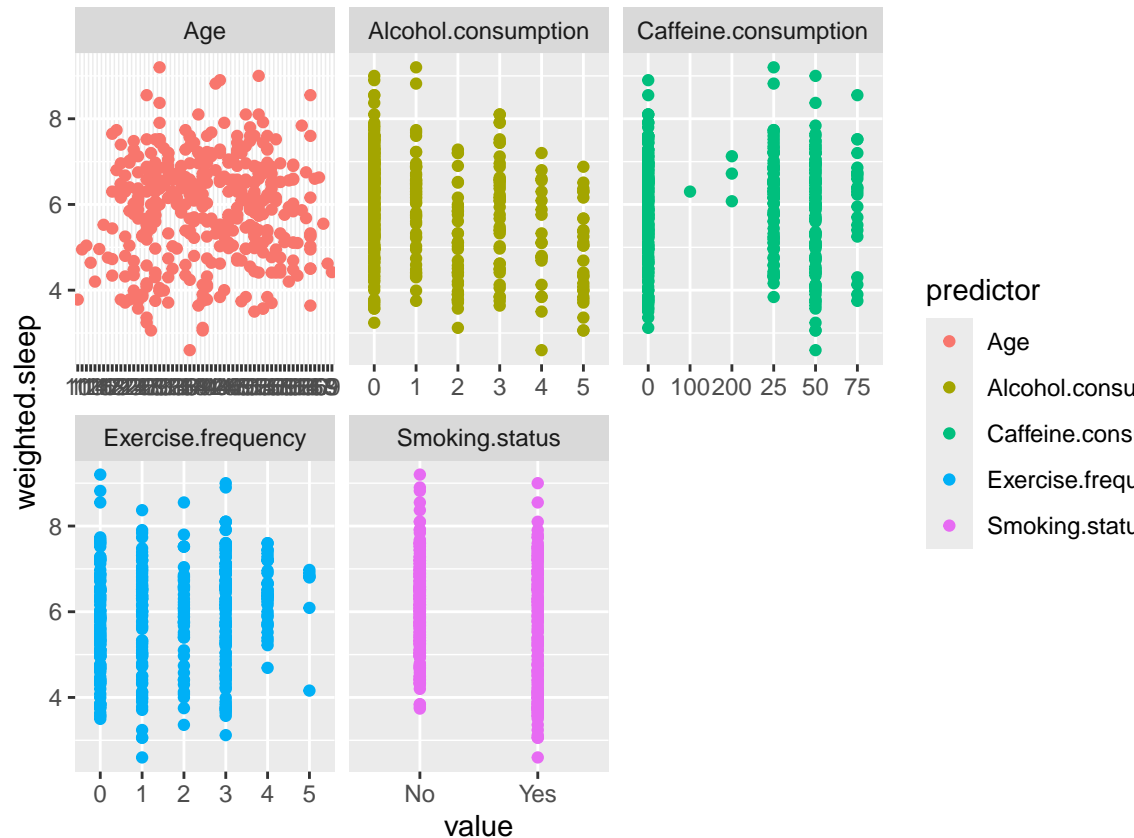 Age
Alcohol.consumption
Caffeine.consumption
8
6
4
0 1 2 3 4 5
0 100 200 25 50 75
Exercise.frequency
Smoking.status
8
6
4
0 1 2 3 4 5
No Yes
weighted.sleep
value
predictor
Age
Alcohol.consu
Caffeine.cons
Exercise.frequ
Smoking.statu